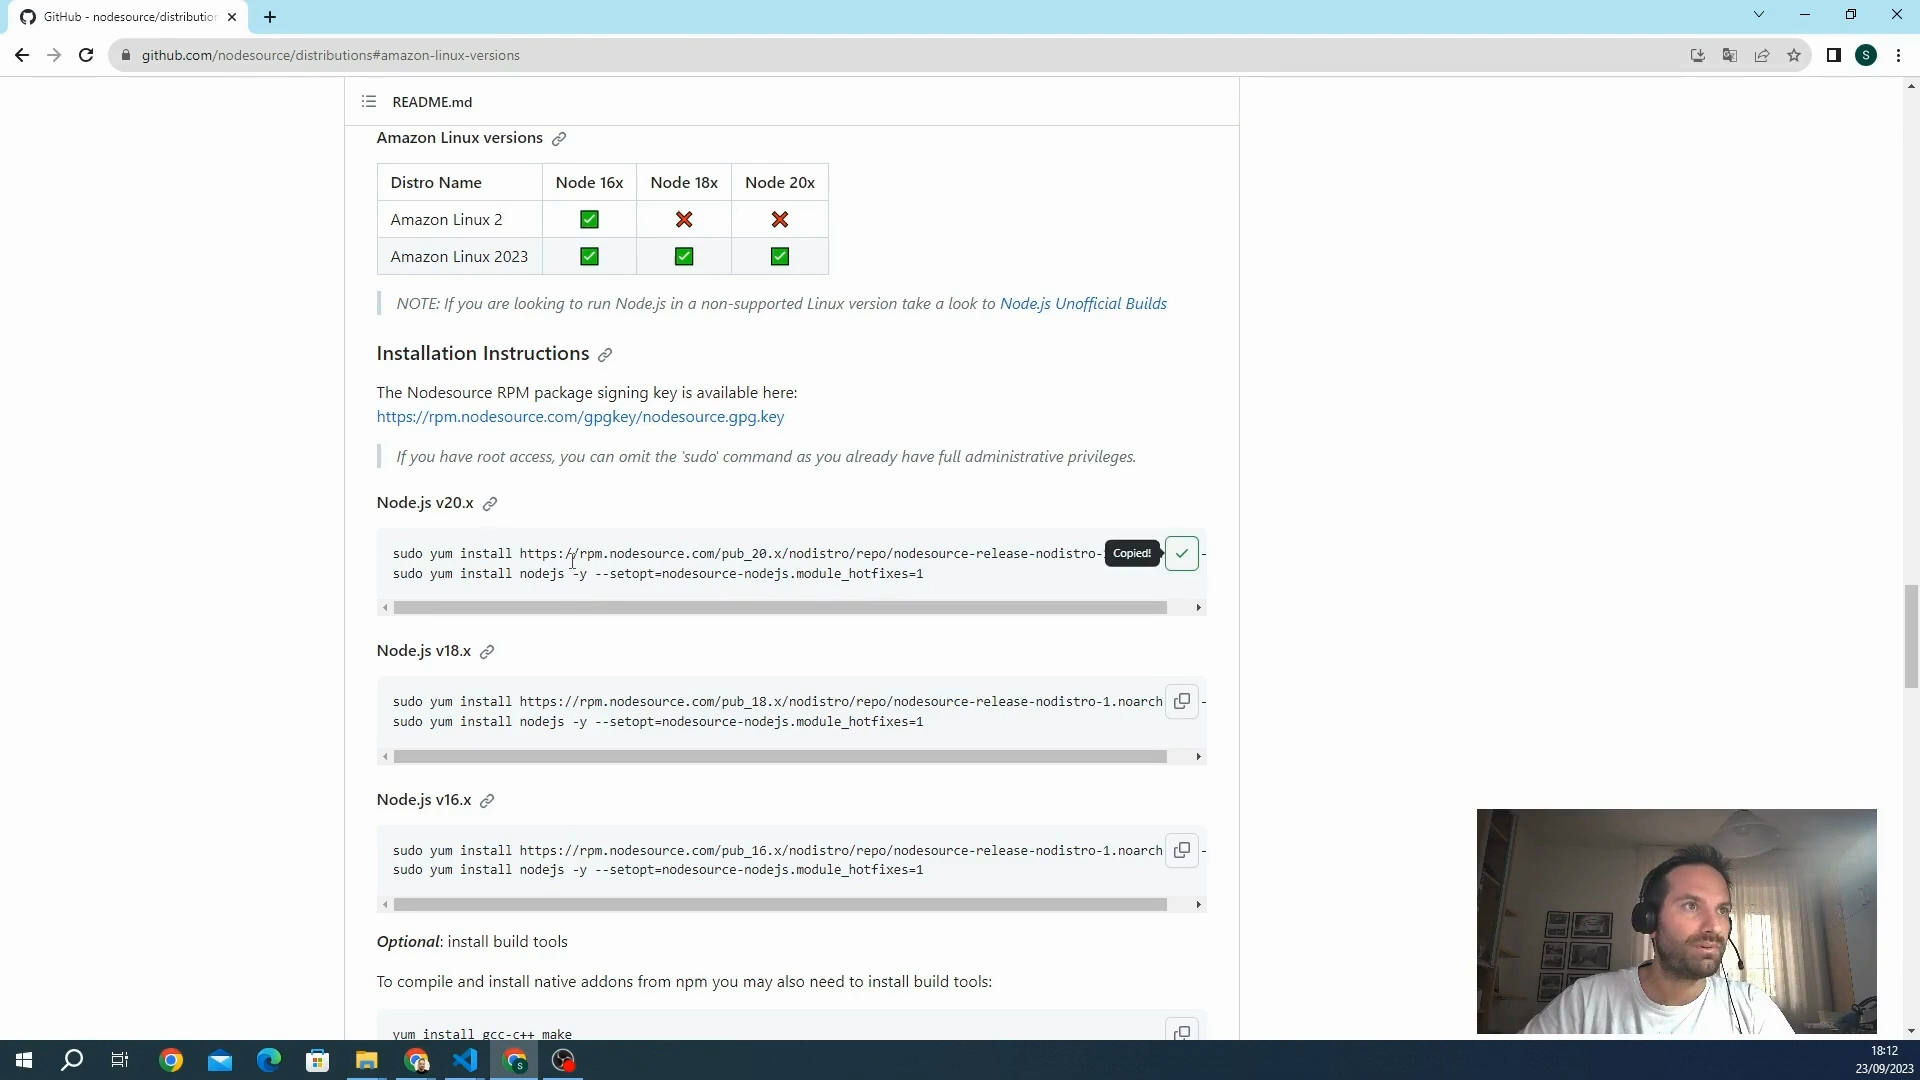 GitHub - nodesource/distribution
github.com/nodesource/distributions#amazon-linux-versions
S
README.md
Amazon Linux versions
Distro Name Node 16x Node 18x Node 20x
Amazon Linux 2 ✅ ❌ ❌
Amazon Linux 2023 ✅ ✅ ✅
NOTE: If you are looking to run Node.js in a non-supported Linux version take a look to Node.js Unofficial Builds
Installation Instructions
The Nodesource RPM package signing key is available here:
https://rpm.nodesource.com/gpgkey/nodesource.gpg.key
If you have root access, you can omit the 'sudo' command as you already have full administrative privileges.
Node.js v20.x
sudo yum install https://rpm.nodesource.com/pub_20.x/nodistro/repo/nodesource-release-nodistro- Copied! -
sudo yum install nodejs -y --setopt=nodesource-nodejs.module_hotfixes=1
Node.js v18.x
sudo yum install https://rpm.nodesource.com/pub_18.x/nodistro/repo/nodesource-release-nodistro-1.noarch -
sudo yum install nodejs -y --setopt=nodesource-nodejs.module_hotfixes=1
Node.js v16.x
sudo yum install https://rpm.nodesource.com/pub_16.x/nodistro/repo/nodesource-release-nodistro-1.noarch -
sudo yum install nodejs -y --setopt=nodesource-nodejs.module_hotfixes=1
Optional: install build tools
To compile and install native addons from npm you may also need to install build tools:
yum install gcc-c++ make
18:12
23/09/2023